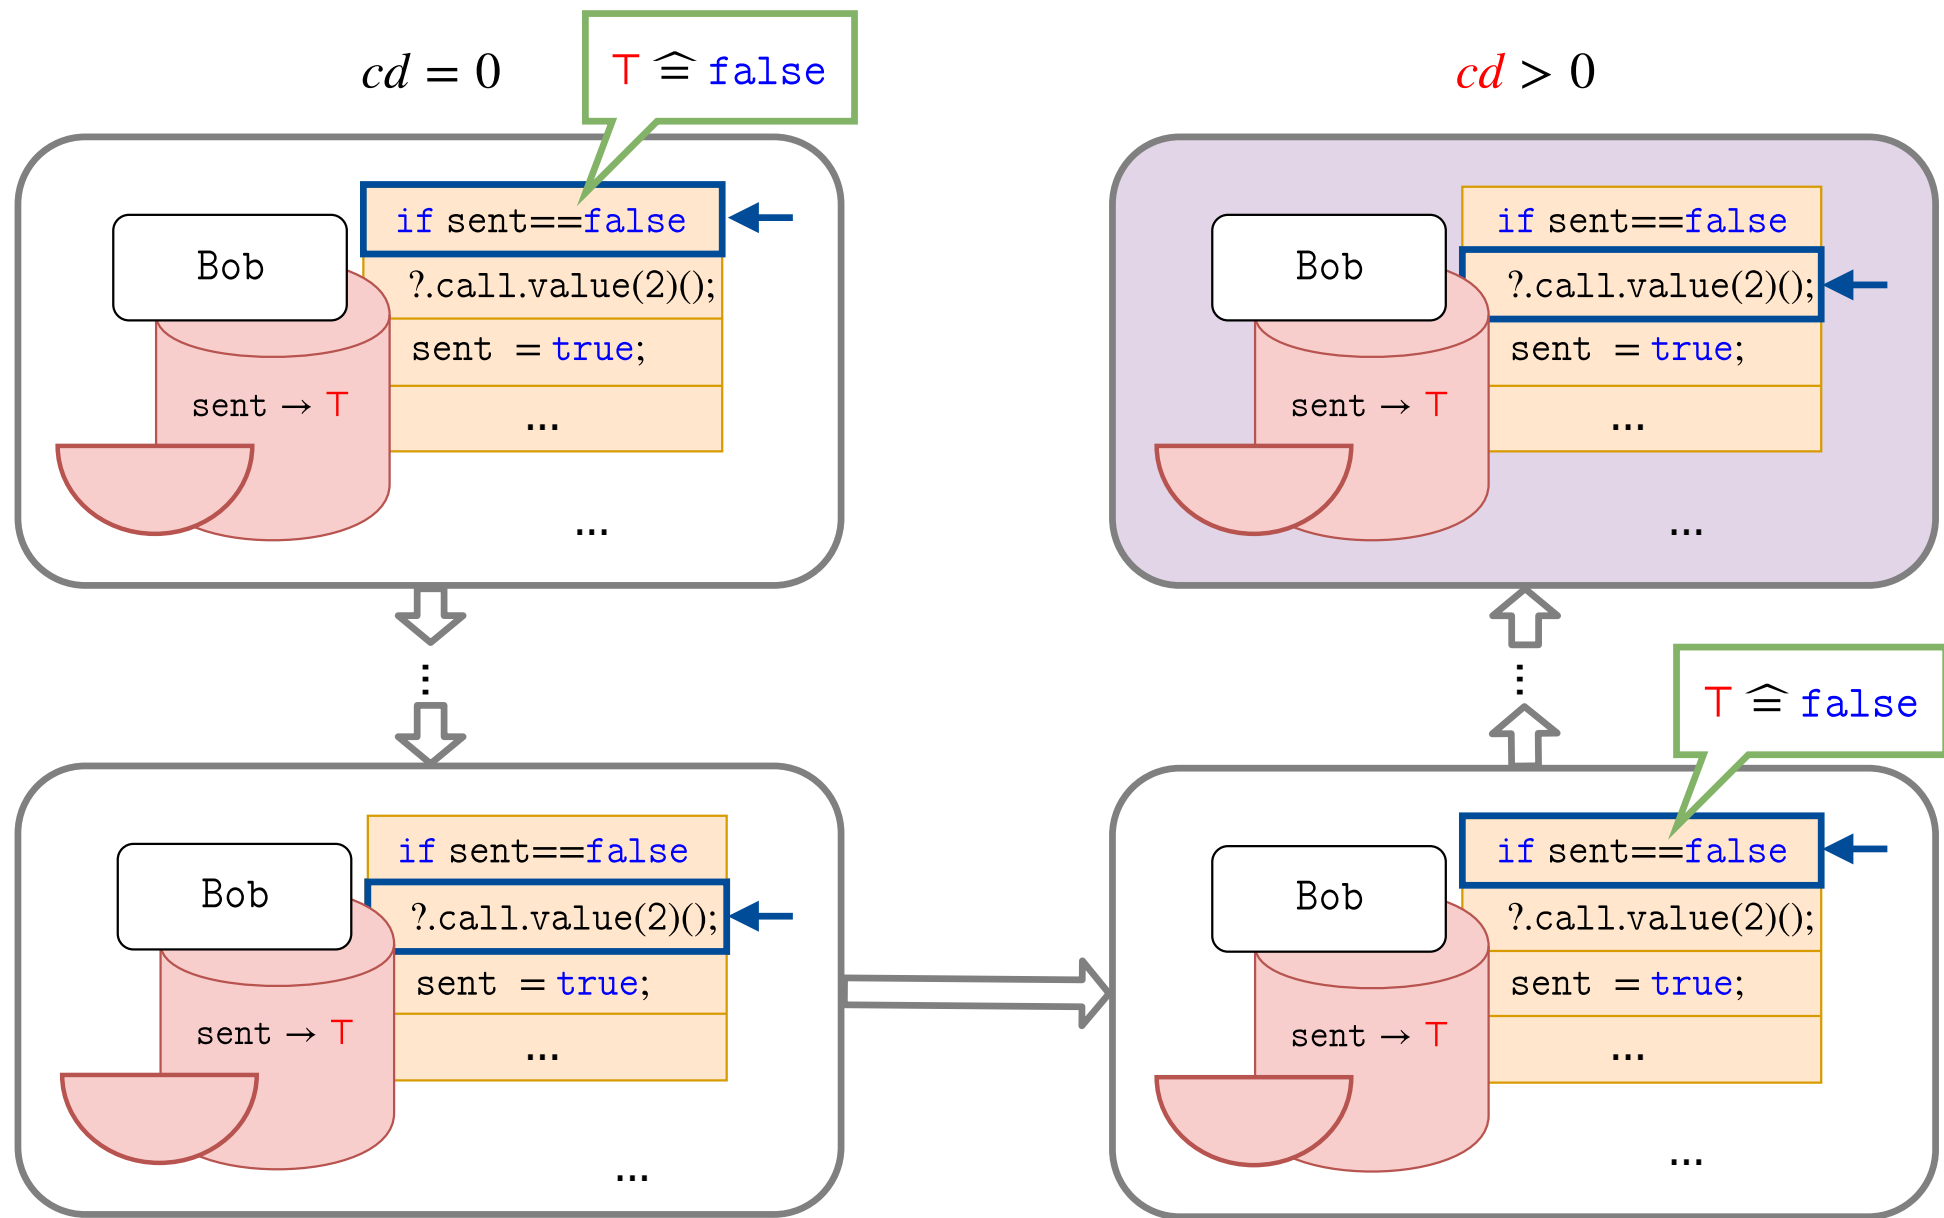 cd = 0
⊤ ≙ false
if sent==false
Bob
?.call.value(2)();
sent = true;
sent → ⊤
...
...
cd > 0
if sent==false
Bob
?.call.value(2)();
sent = true;
sent → ⊤
...
...
...
if sent==false
Bob
?.call.value(2)();
sent = true;
sent → ⊤
...
...
...
⊤ ≙ false
if sent==false
Bob
?.call.value(2)();
sent = true;
sent → ⊤
...
...